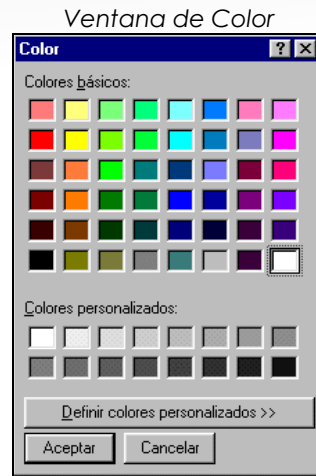 Ventana de Color
Color
Colores básicos:
Colores personalizados:
Definir colores personalizados >>
Aceptar
Cancelar